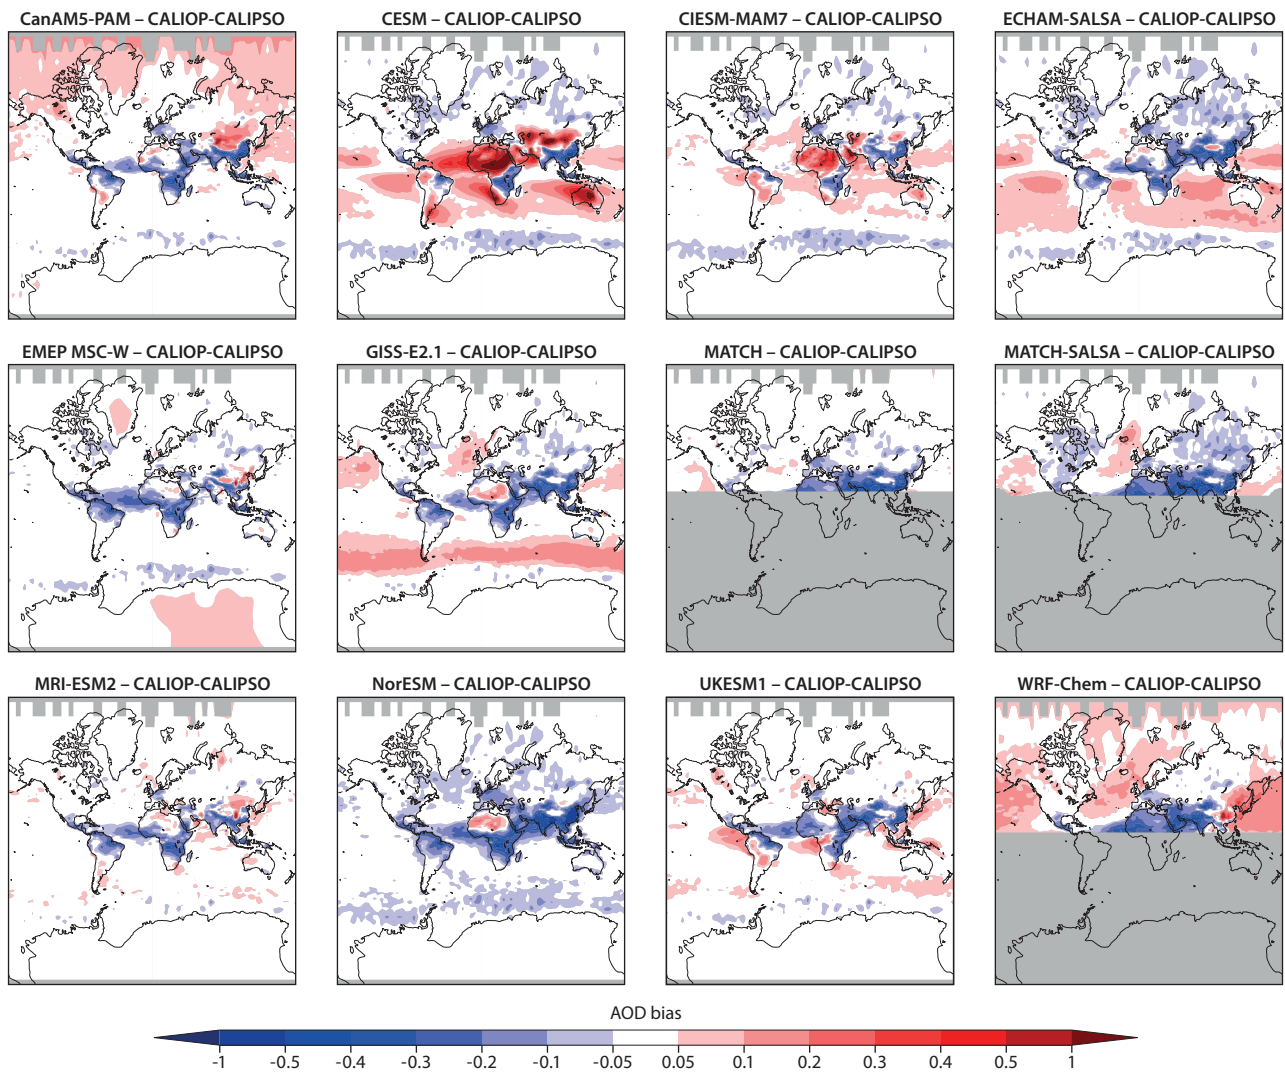 CanAM5-PAM – CALIOP-CALIPSO
CESM – CALIOP-CALIPSO
CIESM-MAM7 – CALIOP-CALIPSO
ECHAM-SALSA – CALIOP-CALIPSO
EMEP MSC-W – CALIOP-CALIPSO
GISS-E2.1 – CALIOP-CALIPSO
MATCH – CALIOP-CALIPSO
MATCH-SALSA – CALIOP-CALIPSO
MRI-ESM2 – CALIOP-CALIPSO
NorESM – CALIOP-CALIPSO
UKESM1 – CALIOP-CALIPSO
WRF-Chem – CALIOP-CALIPSO
AOD bias
-1 -0.5 -0.4 -0.3 -0.2 -0.1 -0.05 0.05 0.1 0.2 0.3 0.4 0.5 1